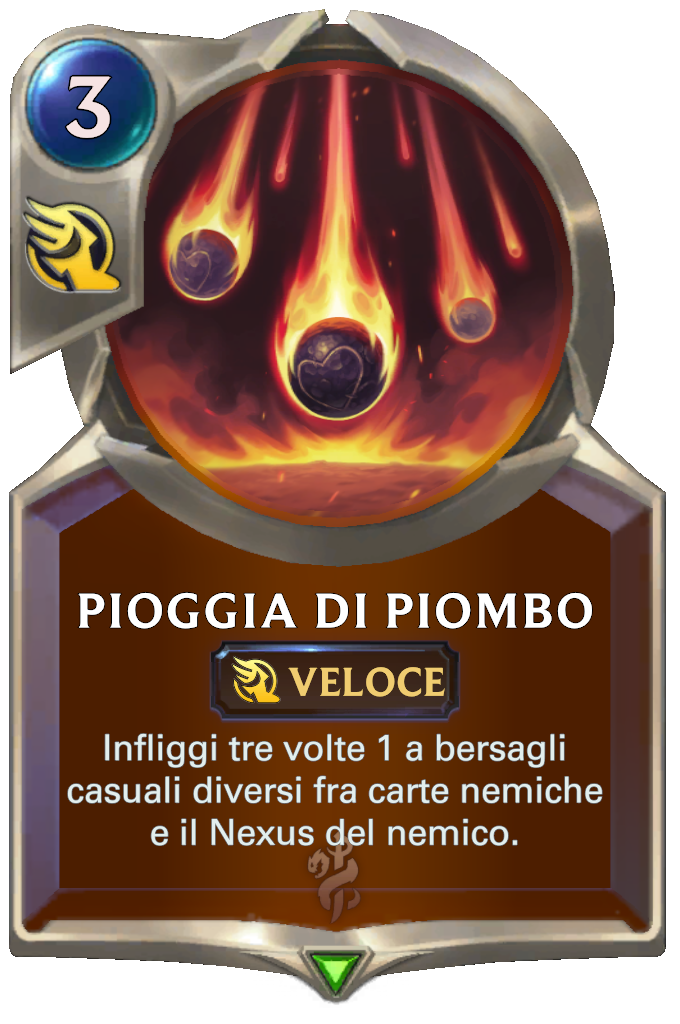 3
PIOGGIA DI PIOMBO
VELOCE
Infliggi tre volte 1 a bersagli
casuali diversi fra carte nemiche
e il Nexus del nemico.